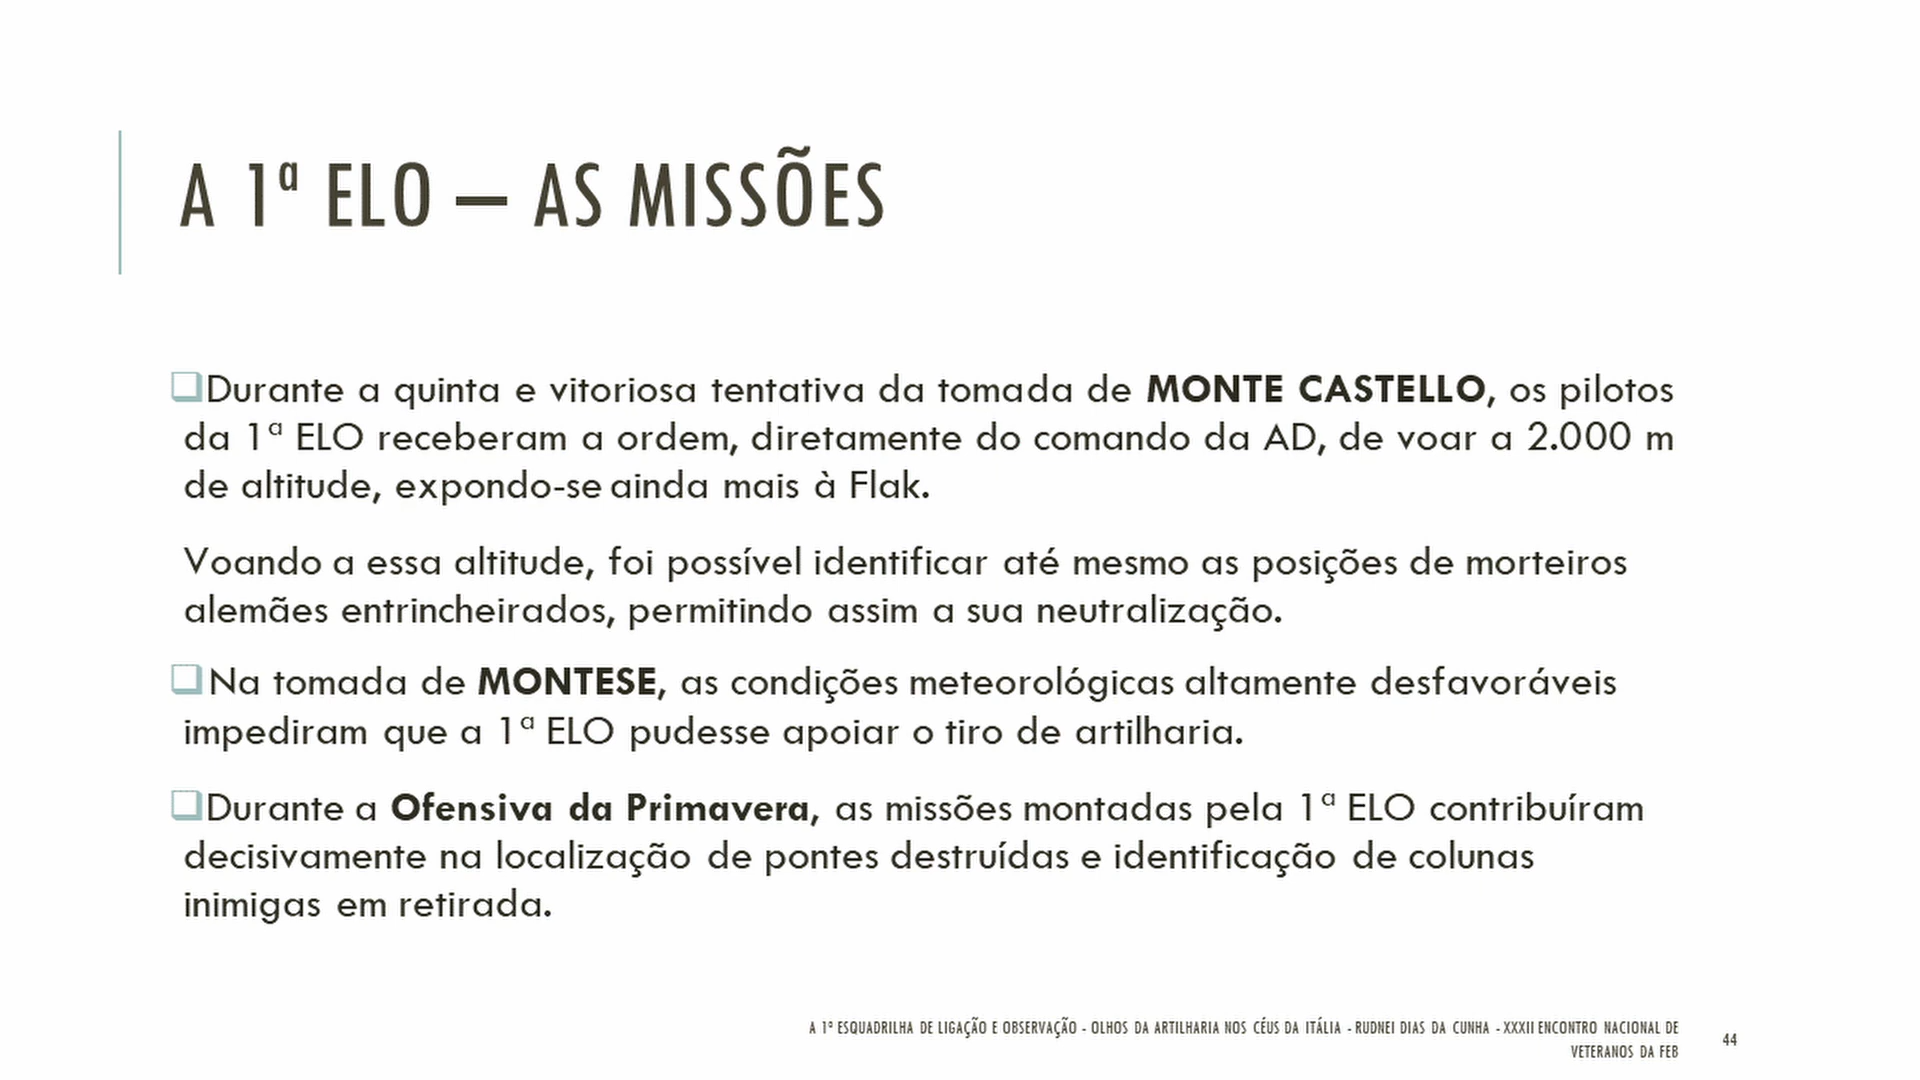 A 1ª ELO – AS MISSÕES
❑Durante a quinta e vitoriosa tentativa da tomada de MONTE CASTELLO, os pilotos
da 1ª ELO receberam a ordem, diretamente do comando da AD, de voar a 2.000 m
de altitude, expondo-se ainda mais à Flak.
Voando a essa altitude, foi possível identificar até mesmo as posições de morteiros
alemães entrincheirados, permitindo assim a sua neutralização.
❑Na tomada de MONTESE, as condições meteorológicas altamente desfavoráveis
impediram que a 1ª ELO pudesse apoiar o tiro de artilharia.
❑Durante a Ofensiva da Primavera, as missões montadas pela 1ª ELO contribuíram
decisivamente na localização de pontes destruídas e identificação de colunas
inimigas em retirada.
A 1ª ESQUADRILHA DE LIGAÇÃO E OBSERVAÇÃO - OLHOS DA ARTILHARIA NOS CÉUS DA ITÁLIA - RUDNEI DIAS DA CUNHA - XXXII ENCONTRO NACIONAL DE
VETERANOS DA FEB
44